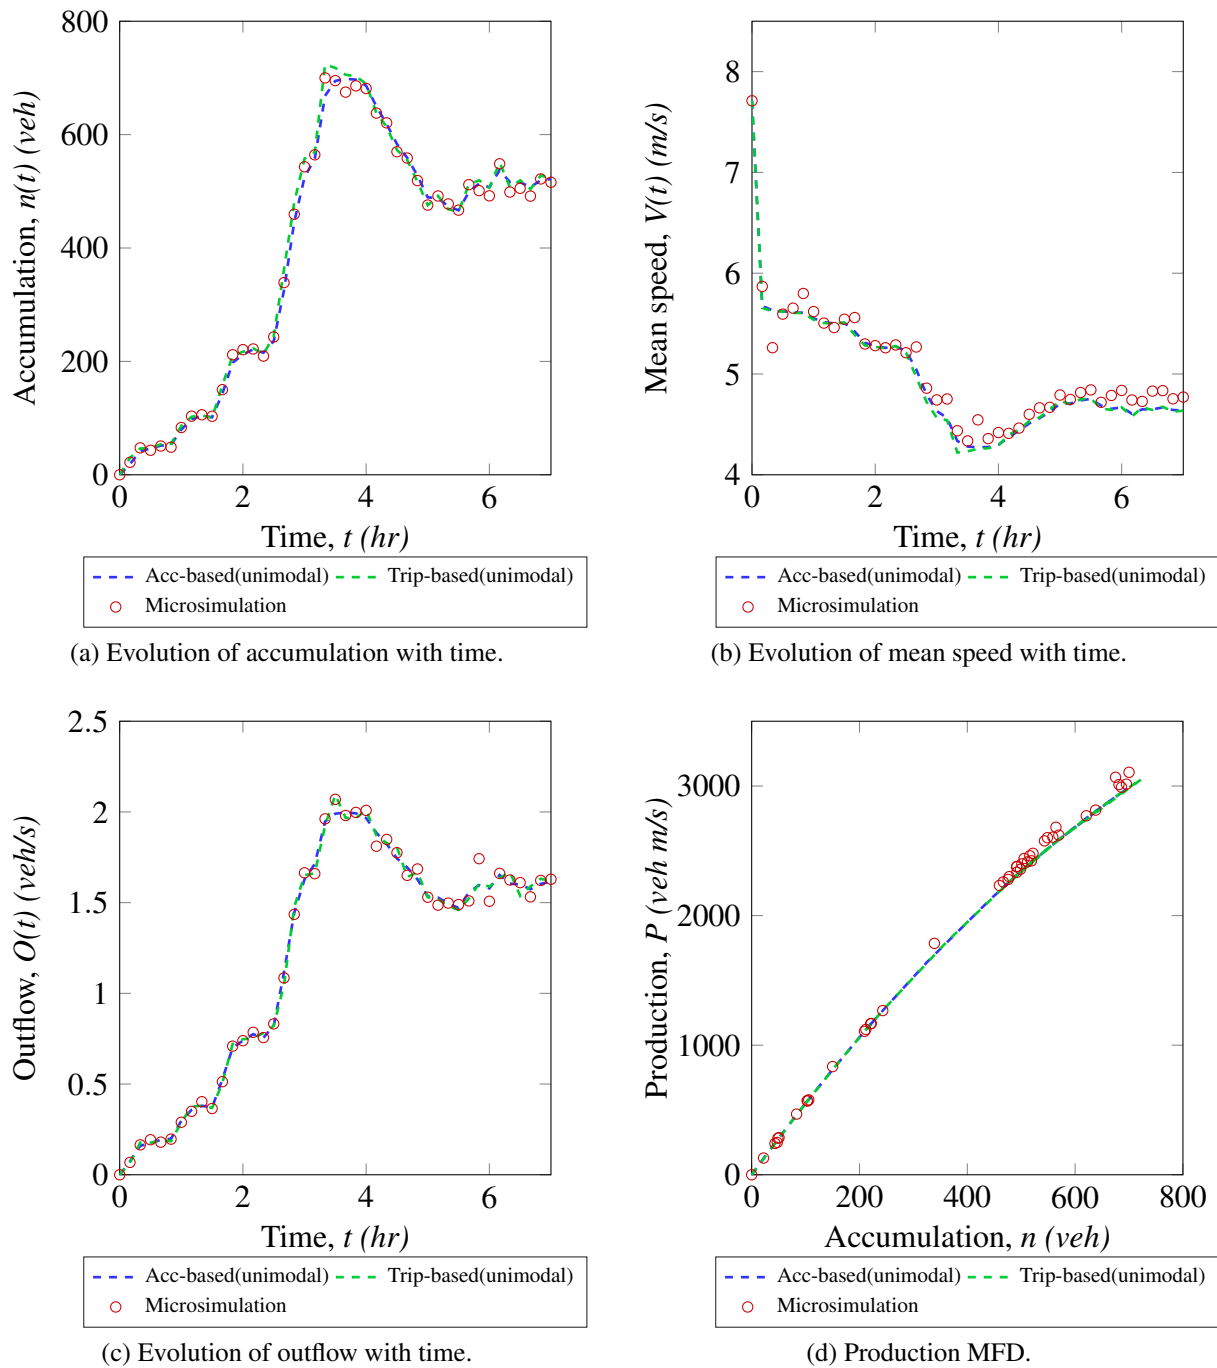 800
600
400
200
0
0 2 4 6
Accumulation, n(t) (veh)
Time, t (hr)
Acc-based(unimodal) Trip-based(unimodal)
Microsimulation
(a) Evolution of accumulation with time.
8
7
6
5
4
0 2 4 6
Mean speed, V(t) (m/s)
Time, t (hr)
Acc-based(unimodal) Trip-based(unimodal)
Microsimulation
(b) Evolution of mean speed with time.
2.5
2
1.5
1
0.5
0
0 2 4 6
Outflow, O(t) (veh/s)
Time, t (hr)
Acc-based(unimodal) Trip-based(unimodal)
Microsimulation
(c) Evolution of outflow with time.
3000
2000
1000
0
0 200 400 600 800
Production, P (veh m/s)
Accumulation, n (veh)
Acc-based(unimodal) Trip-based(unimodal)
Microsimulation
(d) Production MFD.